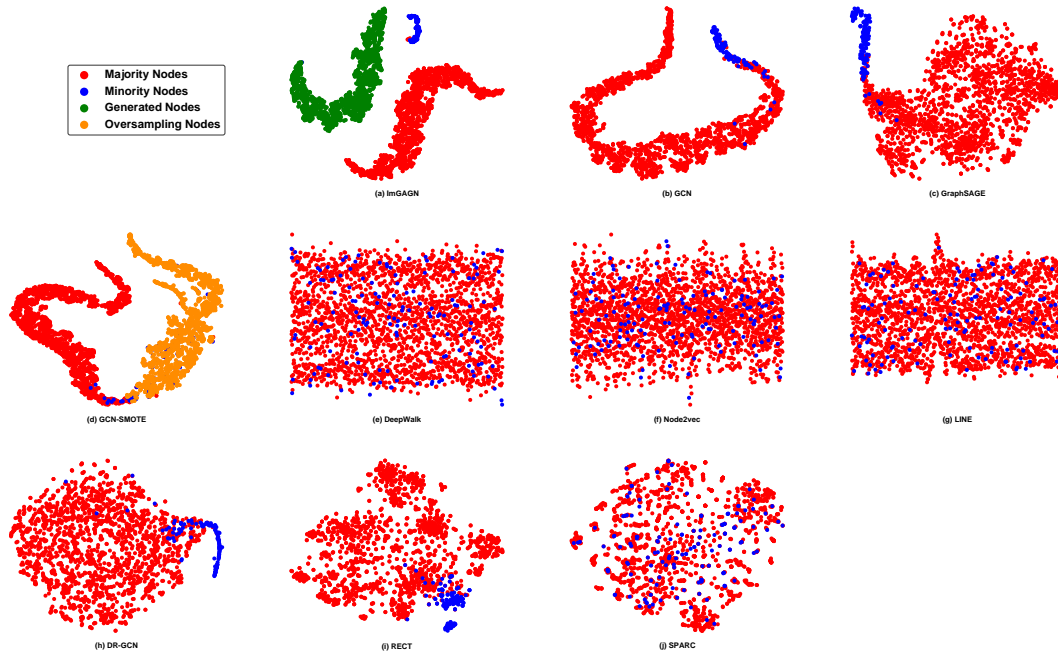 Majority Nodes
Minority Nodes
Generated Nodes
Oversampling Nodes
(a) ImGAGN
(b) GCN
(c) GraphSAGE
(d) GCN-SMOTE
(e) DeepWalk
(f) Node2vec
(g) LINE
(h) DR-GCN
(i) RECT
(j) SPARC